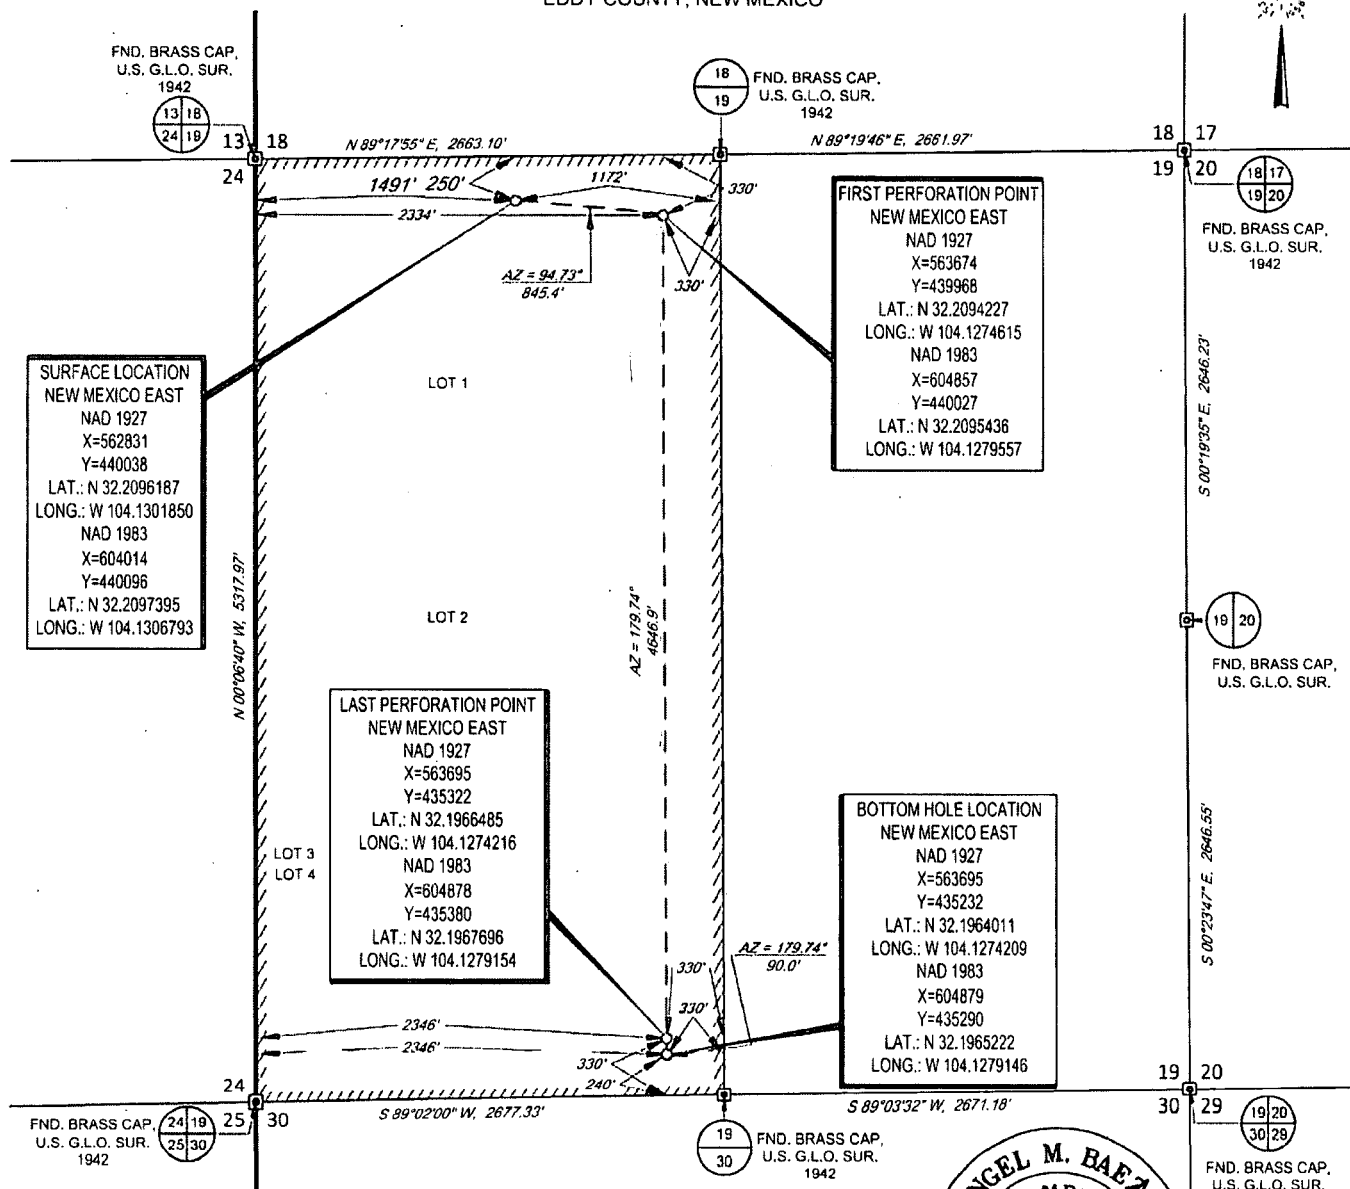 EDDY COUNTY, NEW MEXICO
FND. BRASS CAP,
U.S. G.L.O. SUR.
1942
13 18
24 19
13 18
24
18
19
FND. BRASS CAP,
U.S. G.L.O. SUR.
1942
N 89°17'55" E, 2663.10'
N 89°19'46" E, 2661.97'
18 17
19 20
18 17
19 20
FND. BRASS CAP,
U.S. G.L.O. SUR.
1942
1491' 250'
1172'
330'
2334'
330'
AZ = 94.73°
845.4'
FIRST PERFORATION POINT
NEW MEXICO EAST
NAD 1927
X=563674
Y=439968
LAT.: N 32.2094227
LONG.: W 104.1274615
NAD 1983
X=604857
Y=440027
LAT.: N 32.2095436
LONG.: W 104.1279557
SURFACE LOCATION
NEW MEXICO EAST
NAD 1927
X=562831
Y=440038
LAT.: N 32.2096187
LONG.: W 104.1301850
NAD 1983
X=604014
Y=440096
LAT.: N 32.2097395
LONG.: W 104.1306793
LOT 1
LOT 2
LOT 3
LOT 4
N 00°06'40" W, 5317.97'
AZ = 179.74°
4646.9'
S 00°19'35" E, 2646.23'
19 20
FND. BRASS CAP,
U.S. G.L.O. SUR.
LAST PERFORATION POINT
NEW MEXICO EAST
NAD 1927
X=563695
Y=435322
LAT.: N 32.1966485
LONG.: W 104.1274216
NAD 1983
X=604878
Y=435380
LAT.: N 32.1967696
LONG.: W 104.1279154
BOTTOM HOLE LOCATION
NEW MEXICO EAST
NAD 1927
X=563695
Y=435232
LAT.: N 32.1964011
LONG.: W 104.1274209
NAD 1983
X=604879
Y=435290
LAT.: N 32.1965222
LONG.: W 104.1279146
S 00°23'47" E, 2646.55'
AZ = 179.74°
90.0'
330'
330'
2346'
2346'
330'
240'
24
25 30
FND. BRASS CAP,
U.S. G.L.O. SUR.
1942
24 19
25 30
S 89°02'00" W, 2677.33'
S 89°03'32" W, 2671.18'
19
30
FND. BRASS CAP,
U.S. G.L.O. SUR.
1942
19 20
30 29
19 20
30 29
FND. BRASS CAP,
U.S. G.L.O. SUR.
NGEL M. BAEZA